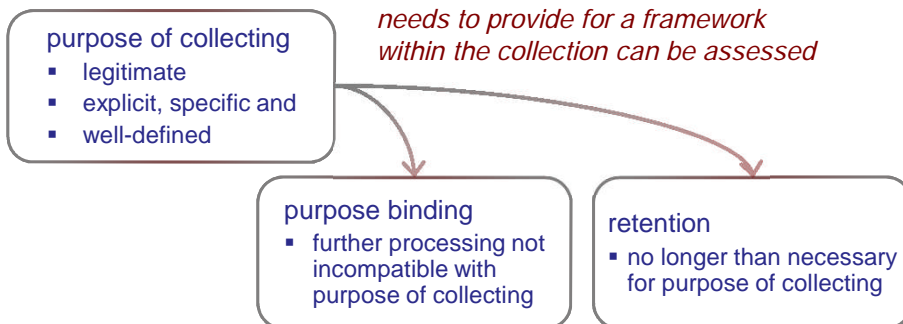 purpose of collecting
▪ legitimate
▪ explicit, specific and
▪ well-defined
needs to provide for a framework
within the collection can be assessed
purpose binding
▪ further processing not
incompatible with
purpose of collecting
retention
▪ no longer than necessary
for purpose of collecting